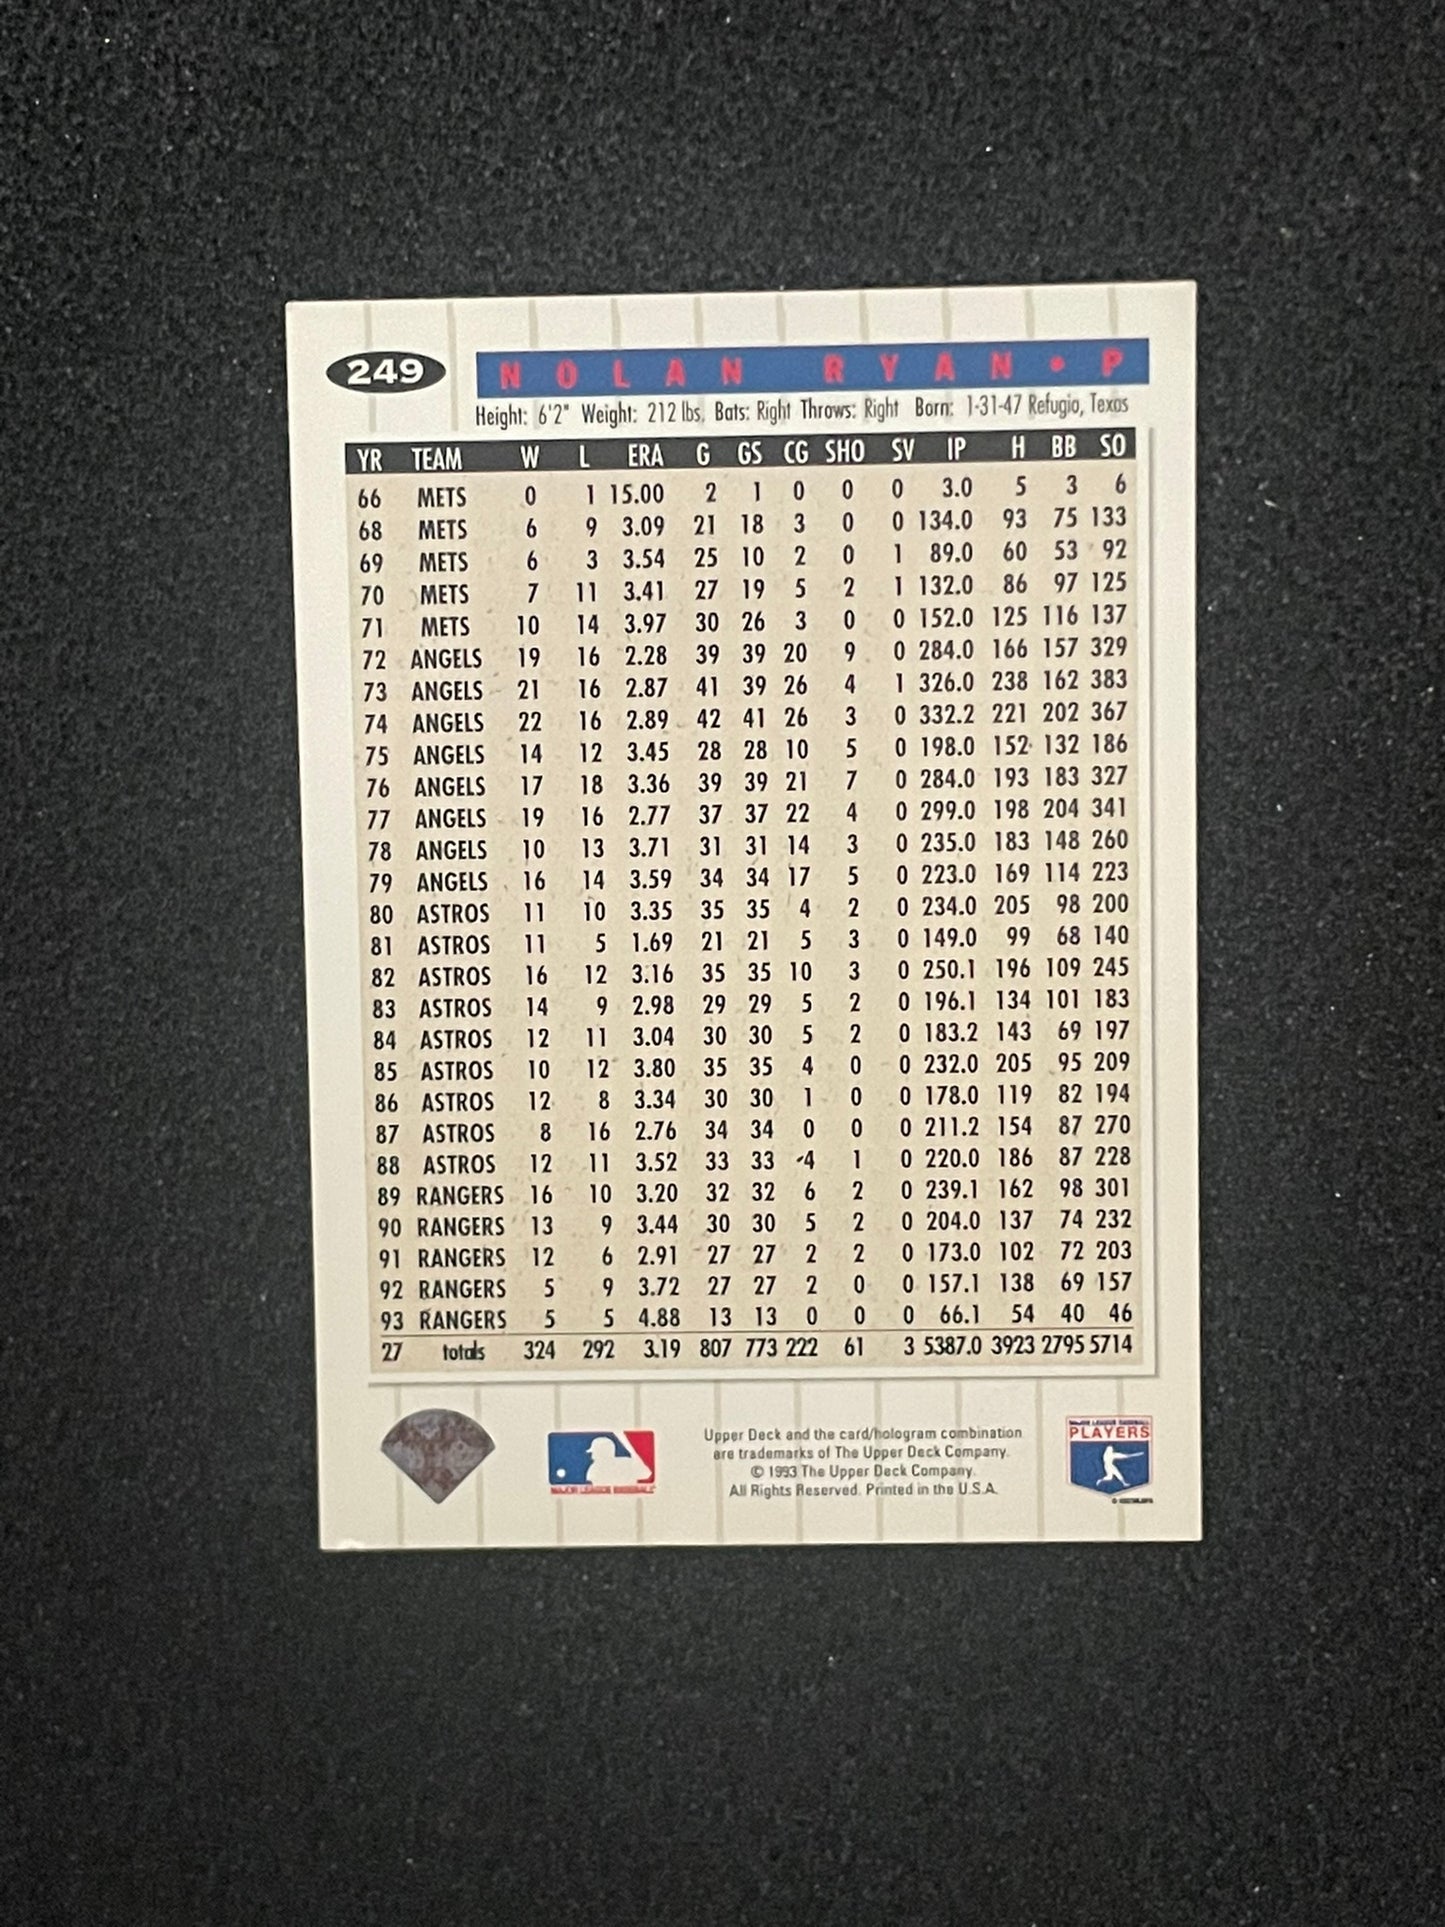 249
NOLAN RYAN • P
Height: 6'2" Weight: 212 lbs. Bats: Right Throws: Right Born: 1-31-47 Refugio, Texas
YR TEAM W L ERA G GS CG SHO SV IP H BB SO
66 METS 0 1 15.00 2 1 0 0 0 3.0 5 3 6
68 METS 6 9 3.09 21 18 3 0 0 134.0 93 75 133
69 METS 6 3 3.54 25 10 2 0 1 89.0 60 53 92
70 METS 7 11 3.41 27 19 5 2 1 132.0 86 97 125
71 METS 10 14 3.97 30 26 3 0 0 152.0 125 116 137
72 ANGELS 19 16 2.28 39 39 20 9 0 284.0 166 157 329
73 ANGELS 21 16 2.87 41 39 26 4 1 326.0 238 162 383
74 ANGELS 22 16 2.89 42 41 26 3 0 332.2 221 202 367
75 ANGELS 14 12 3.45 28 28 10 5 0 198.0 152 132 186
76 ANGELS 17 18 3.36 39 39 21 7 0 284.0 193 183 327
77 ANGELS 19 16 2.77 37 37 22 4 0 299.0 198 204 341
78 ANGELS 10 13 3.71 31 31 14 3 0 235.0 183 148 260
79 ANGELS 16 14 3.59 34 34 17 5 0 223.0 169 114 223
80 ASTROS 11 10 3.35 35 35 4 2 0 234.0 205 98 200
81 ASTROS 11 5 1.69 21 21 5 3 0 149.0 99 68 140
82 ASTROS 16 12 3.16 35 35 10 3 0 250.1 196 109 245
83 ASTROS 14 9 2.98 29 29 5 2 0 196.1 134 101 183
84 ASTROS 12 11 3.04 30 30 5 2 0 183.2 143 69 197
85 ASTROS 10 12 3.80 35 35 4 0 0 232.0 205 95 209
86 ASTROS 12 8 3.34 30 30 1 0 0 178.0 119 82 194
87 ASTROS 8 16 2.76 34 34 0 0 0 211.2 154 87 270
88 ASTROS 12 11 3.52 33 33 4 1 0 220.0 186 87 228
89 RANGERS 16 10 3.20 32 32 6 2 0 239.1 162 98 301
90 RANGERS 13 9 3.44 30 30 5 2 0 204.0 137 74 232
91 RANGERS 12 6 2.91 27 27 2 2 0 173.0 102 72 203
92 RANGERS 5 9 3.72 27 27 2 0 0 157.1 138 69 157
93 RANGERS 5 5 4.88 13 13 0 0 0 66.1 54 40 46
27 totals 324 292 3.19 807 773 222 61 3 5387.0 3923 2795 5714
MAJOR LEAGUE BASEBALL
Upper Deck and the card/hologram combination
are trademarks of The Upper Deck Company.
© 1993 The Upper Deck Company.
All Rights Reserved. Printed in the U.S.A.
MAJOR LEAGUE BASEBALL
PLAYERS